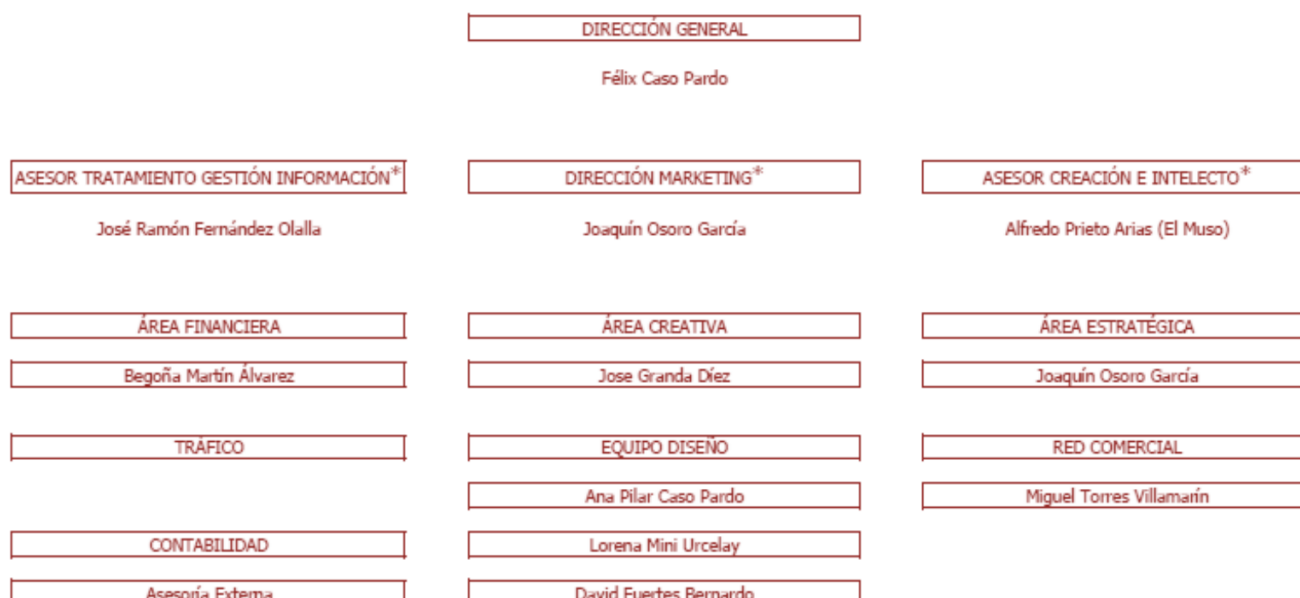 DIRECCIÓN GENERAL
Félix Caso Pardo
ASESOR TRATAMIENTO GESTIÓN INFORMACIÓN* DIRECCIÓN MARKETING* ASESOR CREACIÓN E INTELECTO*
José Ramón Fernández Olalla Joaquín Osoro García Alfredo Prieto Arias (El Muso)
ÁREA FINANCIERA ÁREA CREATIVA ÁREA ESTRATÉGICA
Begoña Martín Álvarez Jose Granda Díez Joaquín Osoro García
TRÁFICO EQUIPO DISEÑO RED COMERCIAL
Ana Pilar Caso Pardo Miguel Torres Villamarín
CONTABILIDAD Lorena Mini Urcelay
Asesoría Externa David Fuertes Bernardo